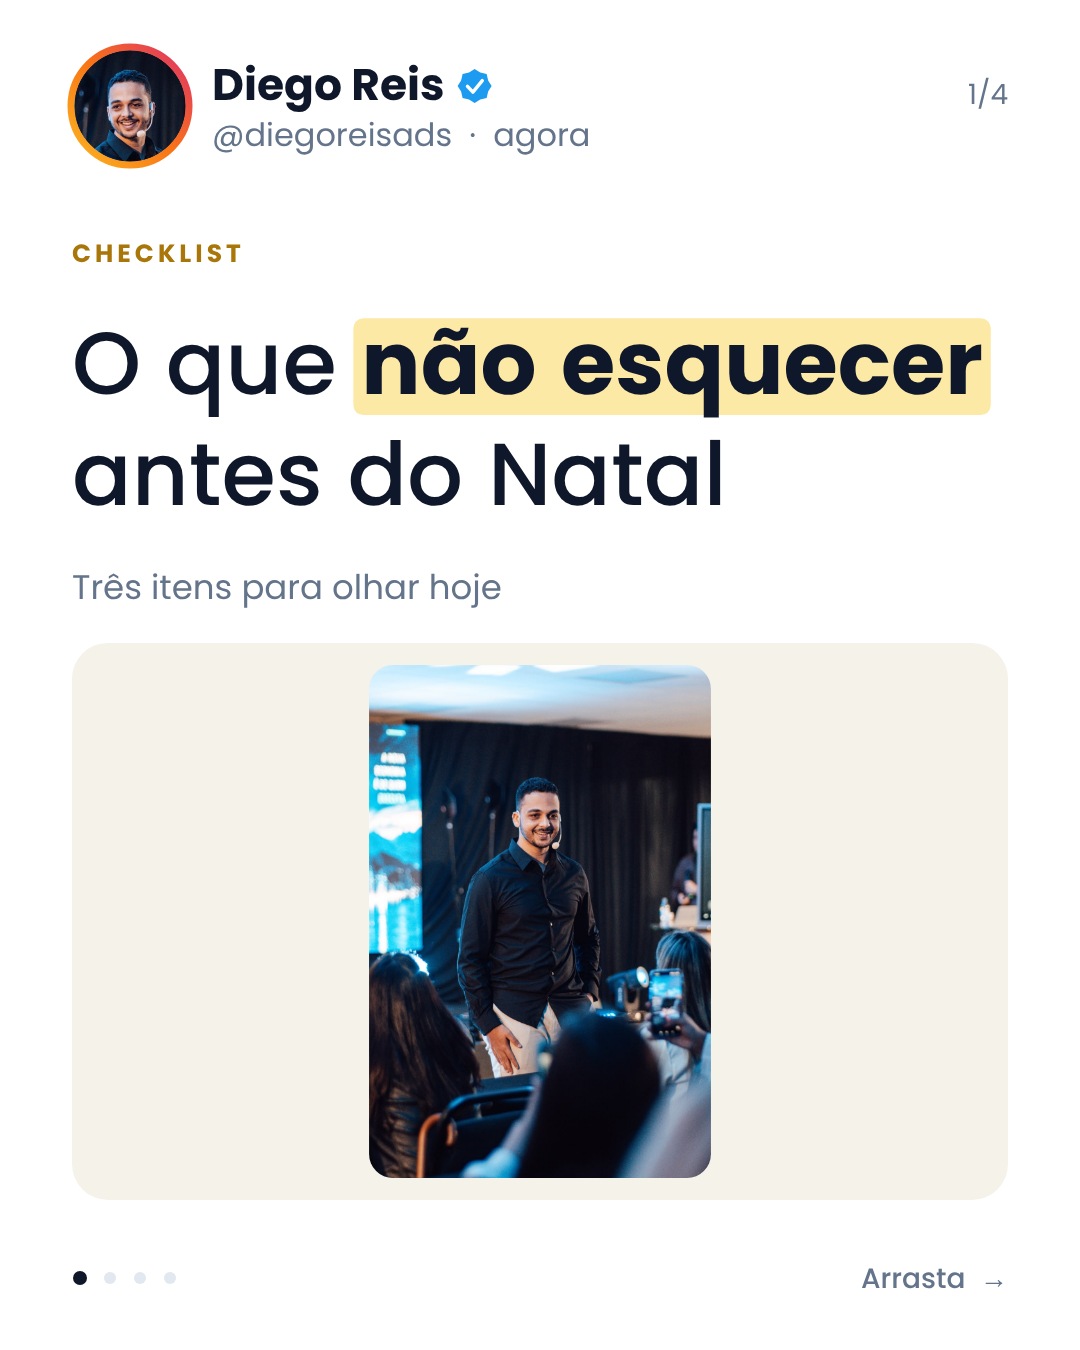 Diego Reis
@diegoreisads · agora
1/4
CHECKLIST
O que não esquecer
antes do Natal
Três itens para olhar hoje
Arrasta →